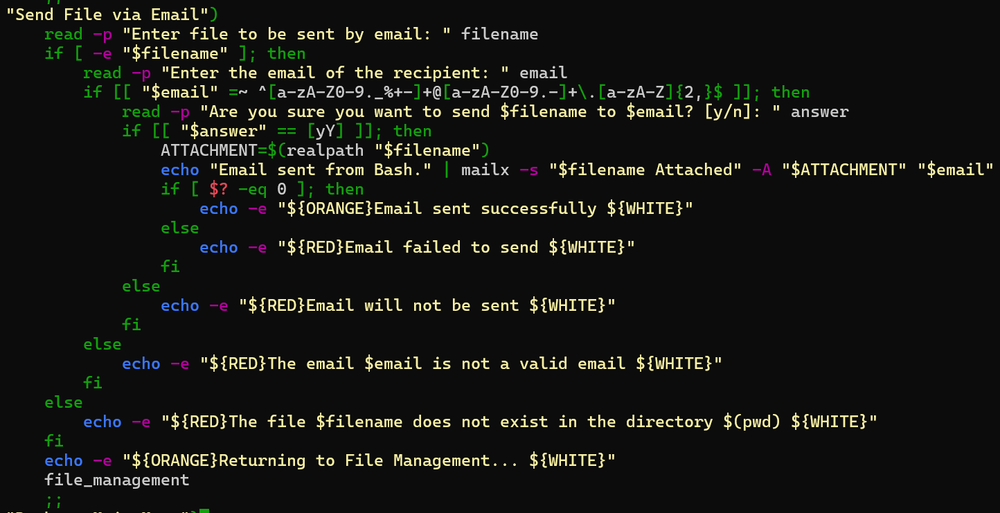 ;;
"Send File via Email")
    read -p "Enter file to be sent by email: " filename
    if [ -e "$filename" ]; then
        read -p "Enter the email of the recipient: " email
        if [[ "$email" =~ ^[a-zA-Z0-9._%+-]+@[a-zA-Z0-9.-]+\.[a-zA-Z]{2,}$ ]]; then
            read -p "Are you sure you want to send $filename to $email? [y/n]: " answer
            if [[ "$answer" == [yY] ]]; then
                ATTACHMENT=$(realpath "$filename")
                echo "Email sent from Bash." | mailx -s "$filename Attached" -A "$ATTACHMENT" "$email"
                if [ $? -eq 0 ]; then
                    echo -e "${ORANGE}Email sent successfully ${WHITE}"
                else
                    echo -e "${RED}Email failed to send ${WHITE}"
                fi
            else
                echo -e "${RED}Email will not be sent ${WHITE}"
            fi
        else
            echo -e "${RED}The email $email is not a valid email ${WHITE}"
        fi
    else
        echo -e "${RED}The file $filename does not exist in the directory $(pwd) ${WHITE}"
    fi
    echo -e "${ORANGE}Returning to File Management... ${WHITE}"
    file_management
    ;;